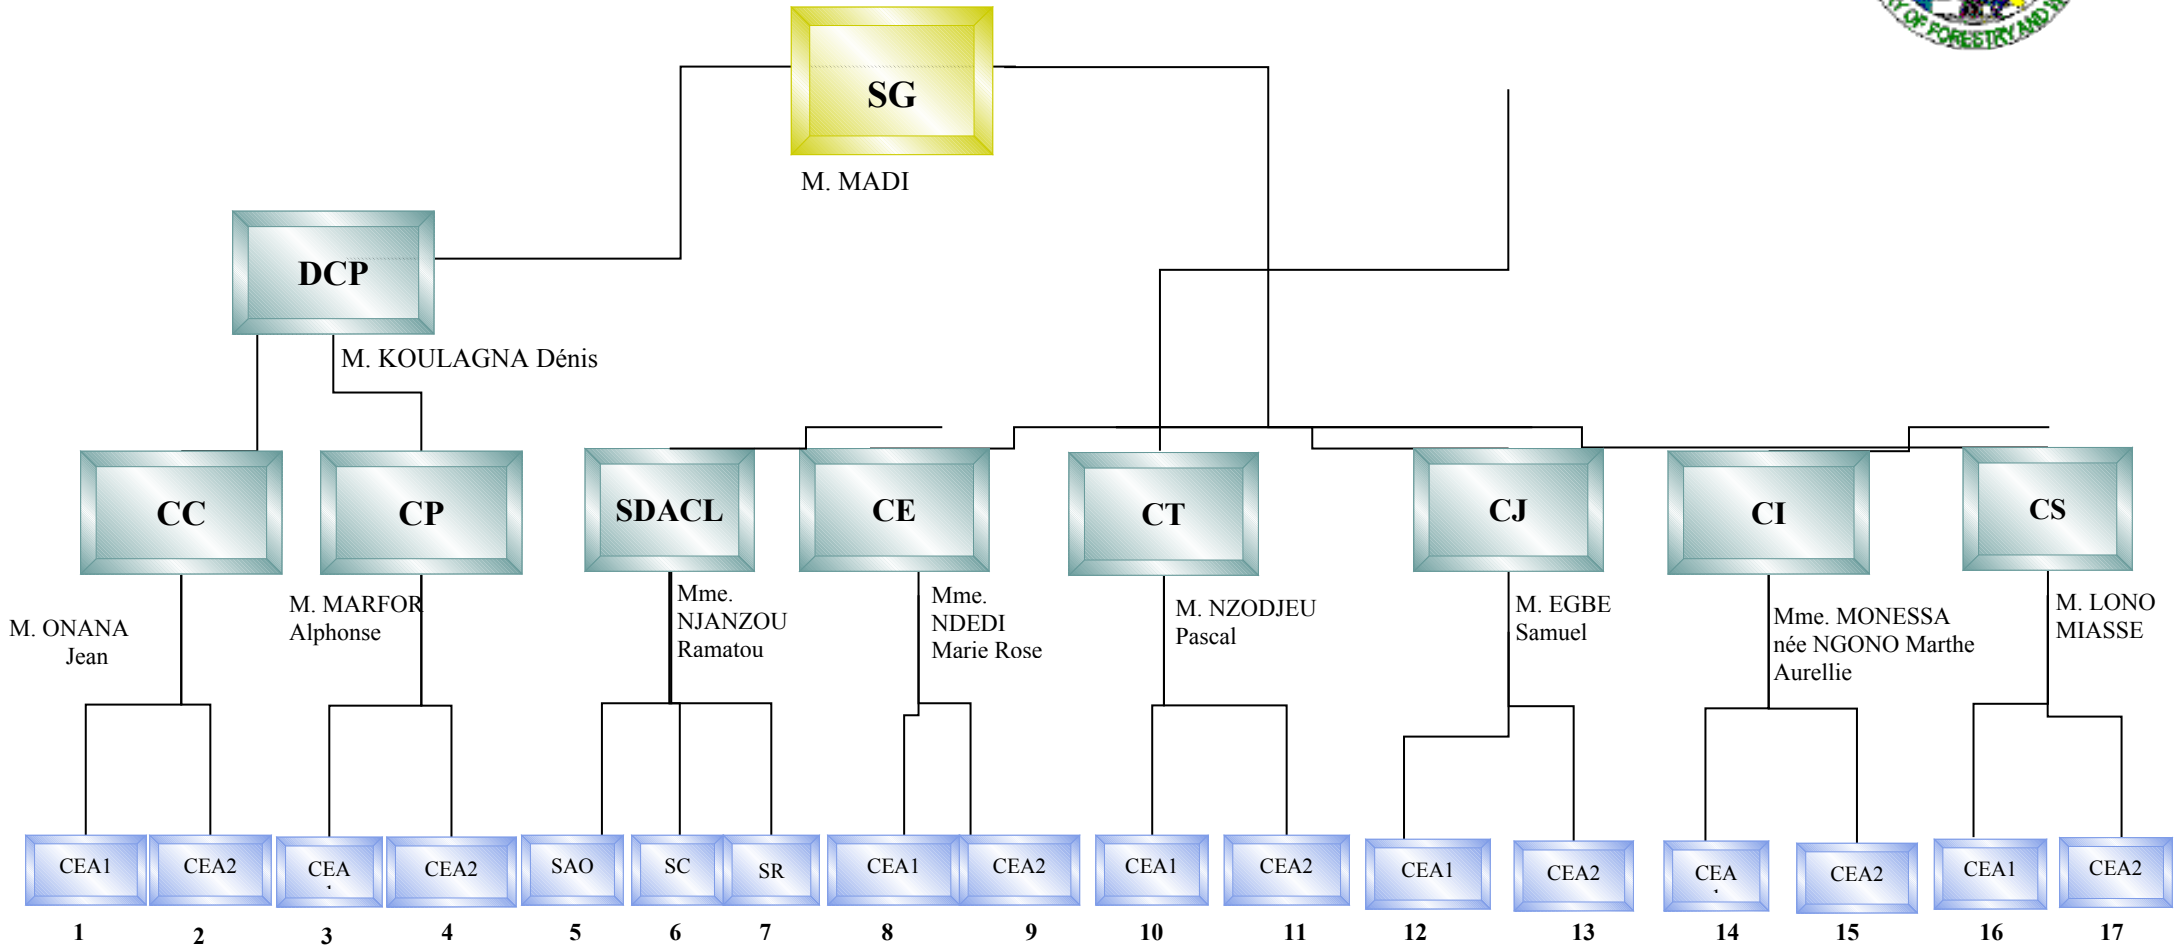 OF FORESTRY AND
SG
M. MADI
DCP
M. KOULAGNA Dénis
CC
CP
SDACL
CE
CT
CJ
CI
CS
M. ONANA
Jean
M. MARFOR
Alphonse
Mme.
NJANZOU
Ramatou
Mme.
NDEDI
Marie Rose
M. NZODJEU
Pascal
M. EGBE
Samuel
Mme. MONESSA
née NGONO Marthe
Aurellie
M. LONO
MIASSE
CEA1
CEA2
CEA
CEA2
SAO
SC
SR
CEA1
CEA2
CEA1
CEA2
CEA1
CEA2
CEA
CEA2
CEA1
CEA2
1
2
3
4
5
6
7
8
9
10
11
12
13
14
15
16
17